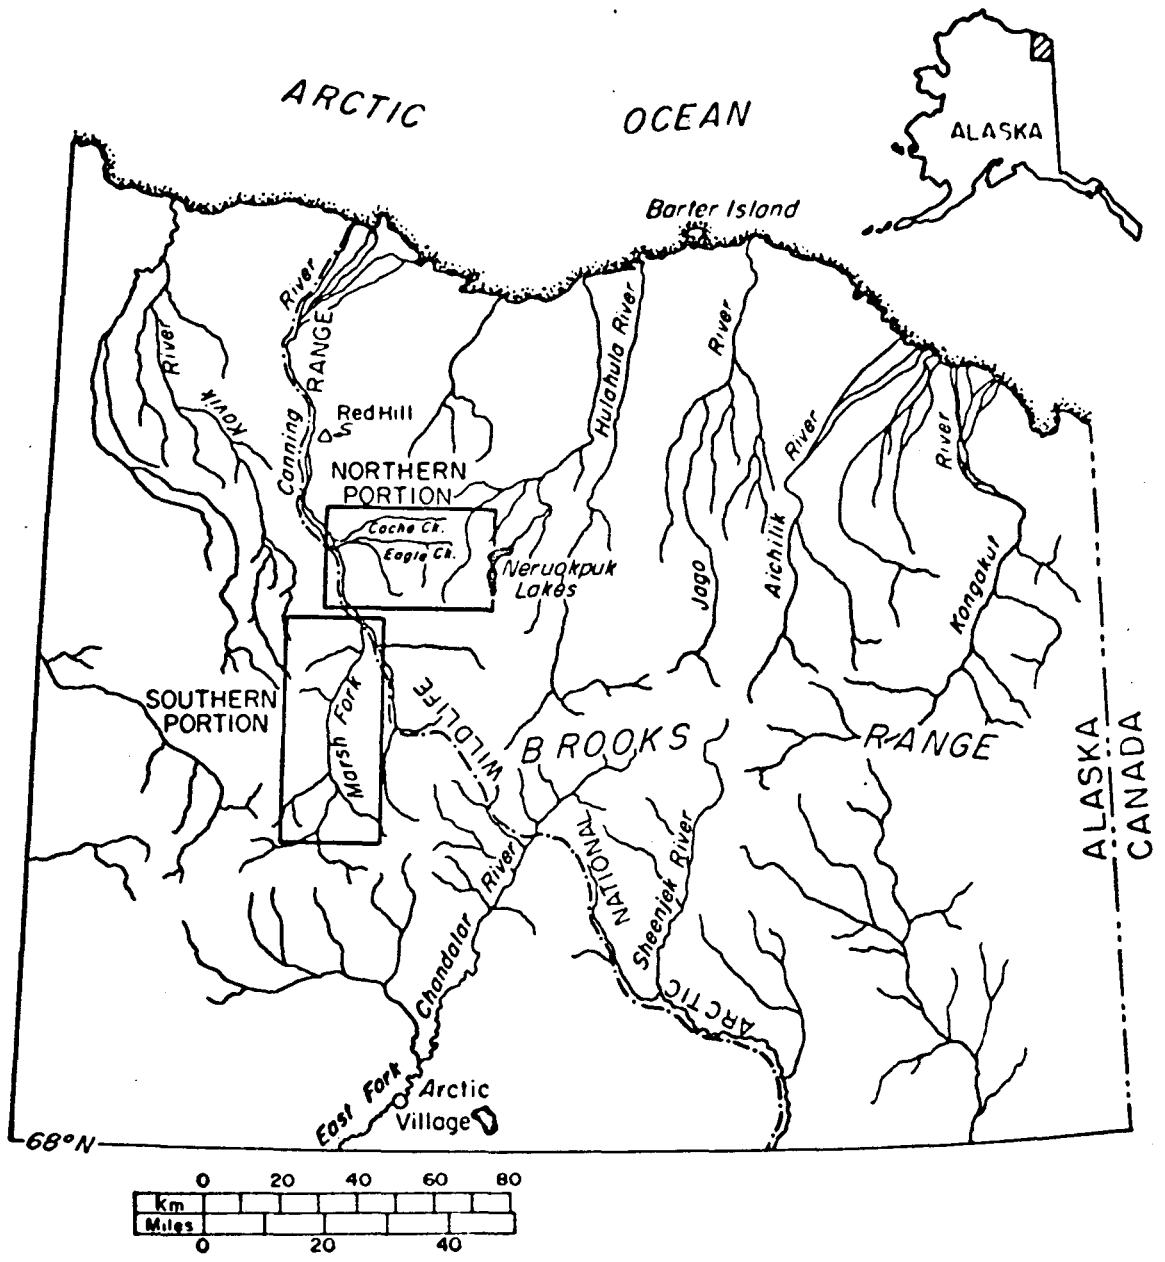 ARCTIC OCEAN
ALASKA
Barter Island
River
RANGE
River
Kavik
Canning
Red Hill
Hulahula River
River
Jago
River
Aichilik
River
Kongakut
NORTHERN
PORTION
Cache Ck.
Eagle Ck.
Neruokpuk
Lakes
SOUTHERN
PORTION
Marsh Fork
WILDLIFE
BROOKS RANGE
ALASKA
CANADA
NATIONAL
Sheenjek River
ARCTIC
Chandalar River
East Fork
Arctic
Village
68°N
0 20 40 60 80
Km
Miles
0 20 40